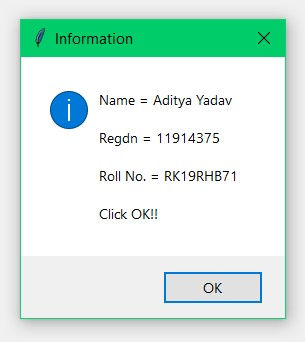 Information
Name = Aditya Yadav
Regdn = 11914375
Roll No. = RK19RHB71
Click OK!!
OK